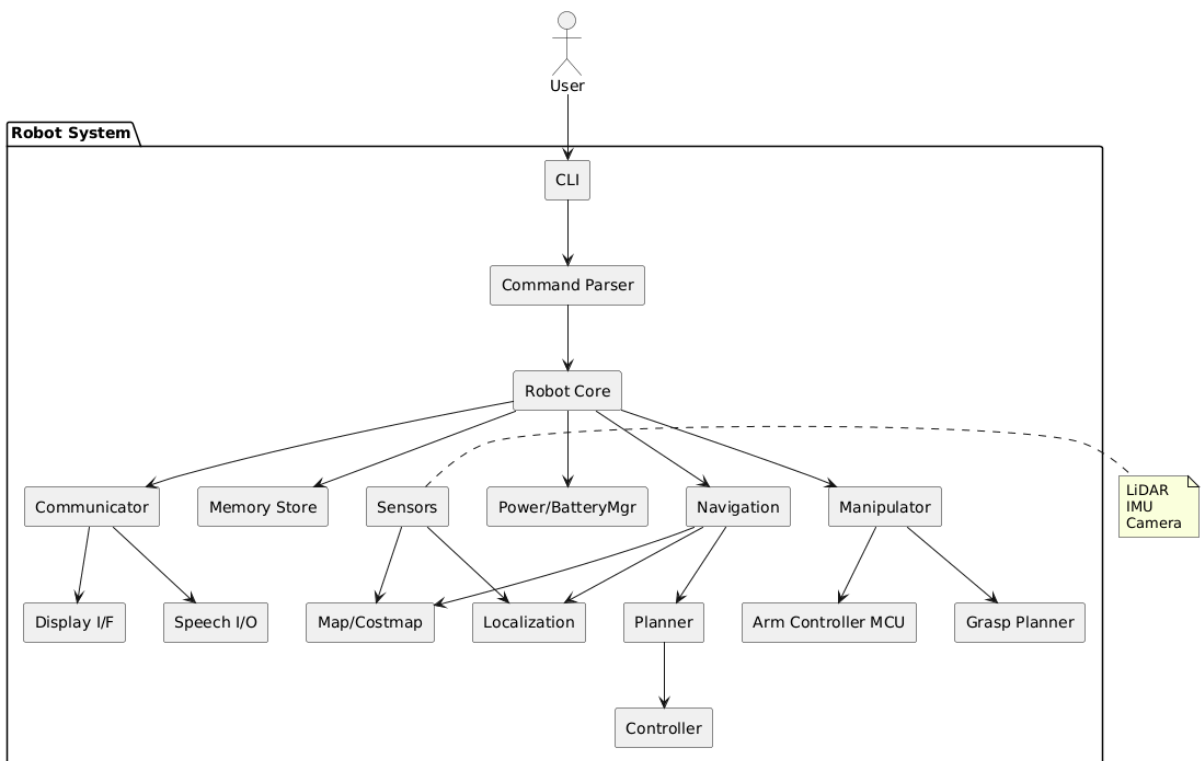 User
Robot System
CLI
Command Parser
Robot Core
Communicator
Memory Store
Sensors
Power/BatteryMgr
Navigation
Manipulator
LiDAR
IMU
Camera
Display I/F
Speech I/O
Map/Costmap
Localization
Planner
Arm Controller MCU
Grasp Planner
Controller